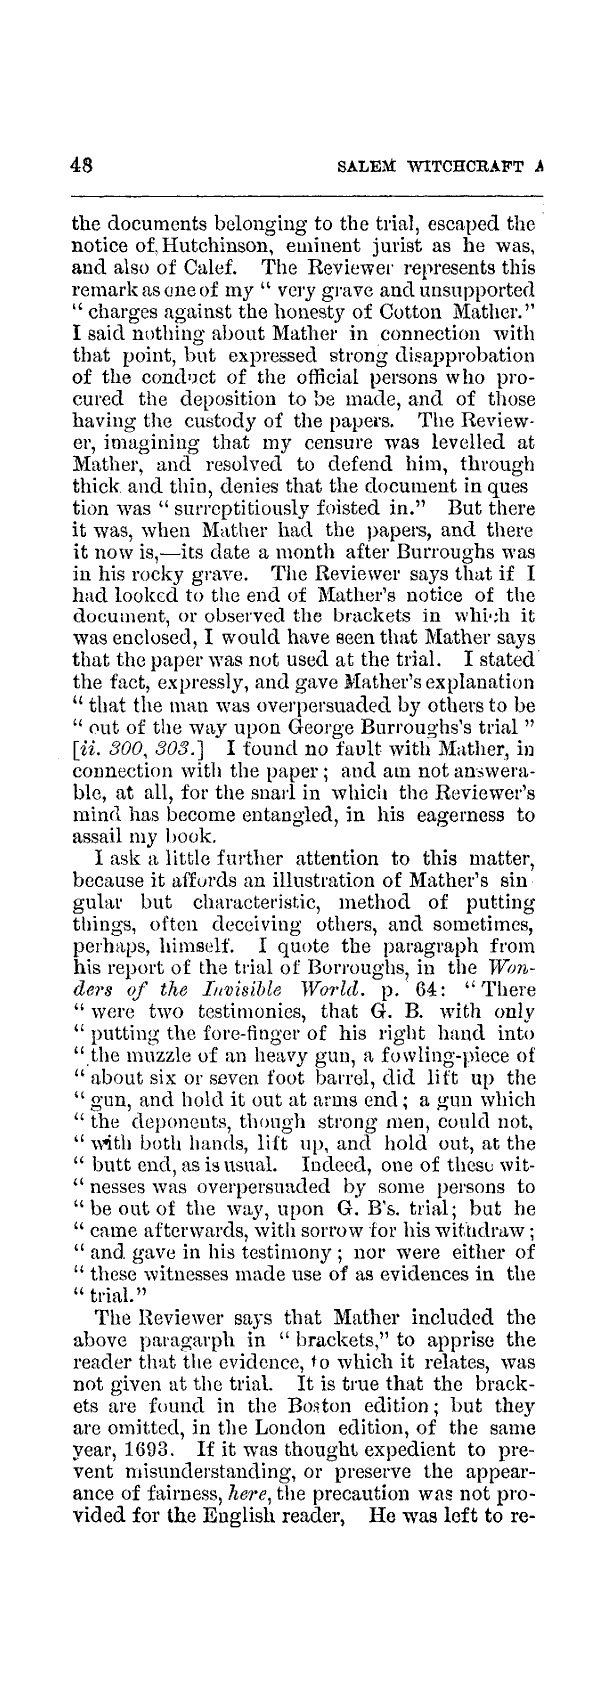 48 SALEM WITCHCRAFT A
the documents belonging to the trial, escaped the
notice of Hutchinson, eminent jurist as he was,
and also of Calef. The Reviewer represents this
remark as one of my “ very grave and unsupported
“ charges against the honesty of Cotton Mather.”
I said nothing about Mather in connection with
that point, but expressed strong disapprobation
of the conduct of the official persons who pro-
cured the deposition to be made, and of those
having the custody of the papers. The Review-
er, imagining that my censure was levelled at
Mather, and resolved to defend him, through
thick and thin, denies that the document in ques
tion was “ surreptitiously foisted in.” But there
it was, when Mather had the papers, and there
it now is,—its date a month after Burroughs was
in his rocky grave. The Reviewer says that if I
had looked to the end of Mather's notice of the
document, or observed the brackets in which it
was enclosed, I would have seen that Mather says
that the paper was not used at the trial. I stated
the fact, expressly, and gave Mather's explanation
“ that the man was overpersuaded by others to be
“ out of the way upon George Burroughs's trial ”
[ii. 300, 303.] I found no fault with Mather, in
connection with the paper ; and am not answera-
ble, at all, for the snarl in which the Reviewer's
mind has become entangled, in his eagerness to
assail my book.
I ask a little further attention to this matter,
because it affords an illustration of Mather's sin
gular but characteristic, method of putting
things, often deceiving others, and sometimes,
perhaps, himself. I quote the paragraph from
his report of the trial of Borroughs, in the Won-
ders of the Invisible World. p. 64: “ There
“ were two testimonies, that G. B. with only
“ putting the fore-finger of his right hand into
“ the muzzle of an heavy gun, a fowling-piece of
“ about six or seven foot barrel, did lift up the
“ gun, and hold it out at arms end ; a gun which
“ the deponents, though strong men, could not,
“ with both hands, lift up, and hold out, at the
“ butt end, as is usual. Indeed, one of these wit-
“ nesses was overpersuaded by some persons to
“ be out of the way, upon G. B's. trial; but he
“ came afterwards, with sorrow for his withdraw ;
“ and gave in his testimony ; nor were either of
“ these witnesses made use of as evidences in the
“ trial.”
The Reviewer says that Mather included the
above paragarph in “ brackets,” to apprise the
reader that the evidence, to which it relates, was
not given at the trial. It is true that the brack-
ets are found in the Boston edition ; but they
are omitted, in the London edition, of the same
year, 1693. If it was thought expedient to pre-
vent misunderstanding, or preserve the appear-
ance of fairness, here, the precaution was not pro-
vided for the English reader, He was left to re-